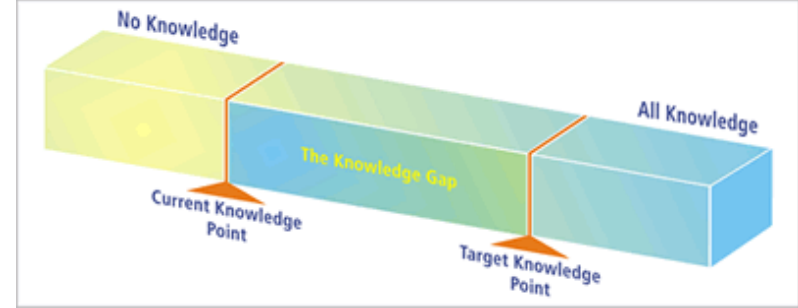 No Knowledge
All Knowledge
The Knowledge Gap
Current Knowledge
Point
Target Knowledge
Point